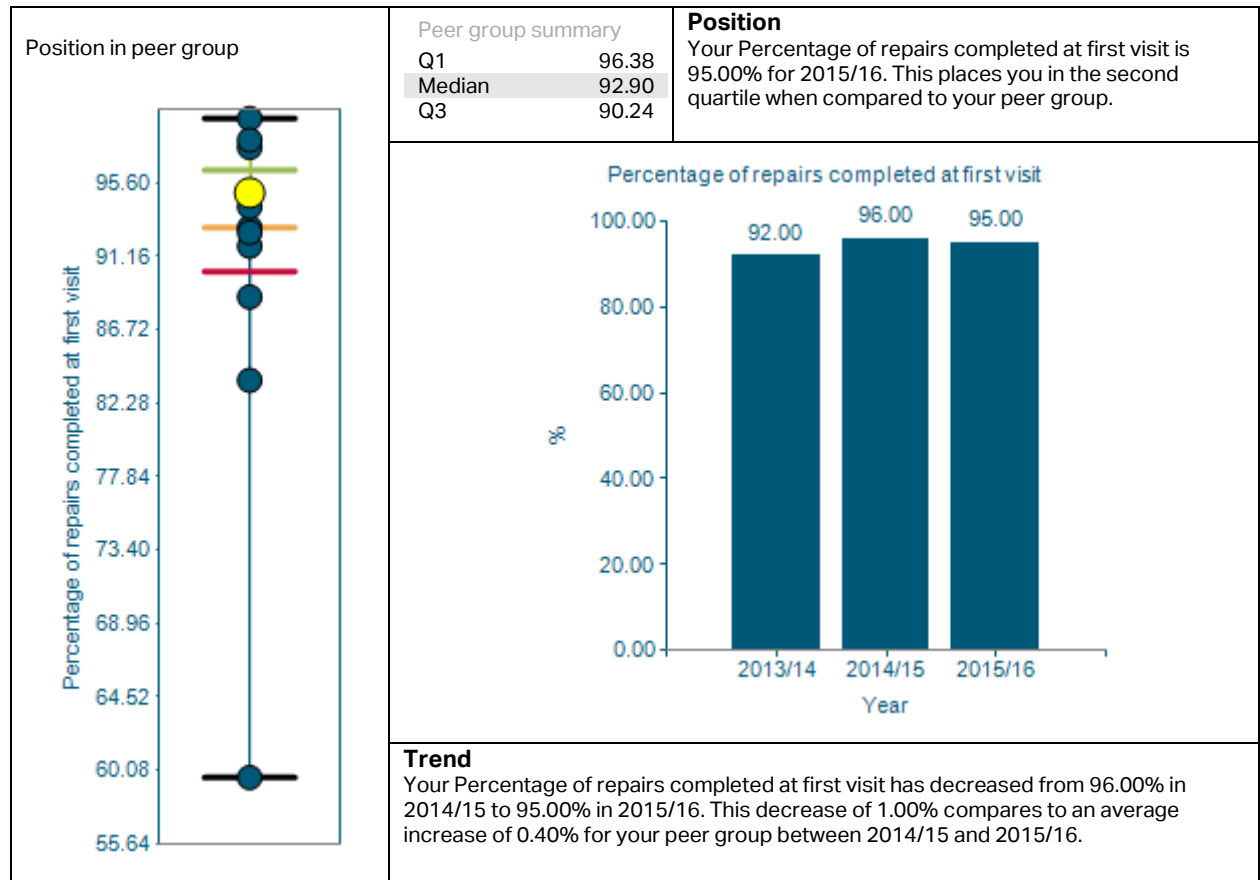 Position in peer group
Percentage of repairs completed at first visit
95.60
91.16
86.72
82.28
77.84
73.40
68.96
64.52
60.08
55.64
Peer group summary
Q1 96.38
Median 92.90
Q3 90.24
Position
Your Percentage of repairs completed at first visit is
95.00% for 2015/16. This places you in the second
quartile when compared to your peer group.
Percentage of repairs completed at first visit
%
100.00
80.00
60.00
40.00
20.00
0.00
92.00 96.00 95.00
2013/14 2014/15 2015/16
Year
Trend
Your Percentage of repairs completed at first visit has decreased from 96.00% in
2014/15 to 95.00% in 2015/16. This decrease of 1.00% compares to an average
increase of 0.40% for your peer group between 2014/15 and 2015/16.